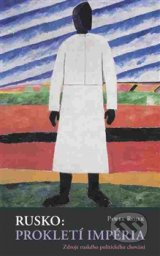 RUSKO:
PROKLETÍ IMPÉRIA
Zdroje ruského politického chování